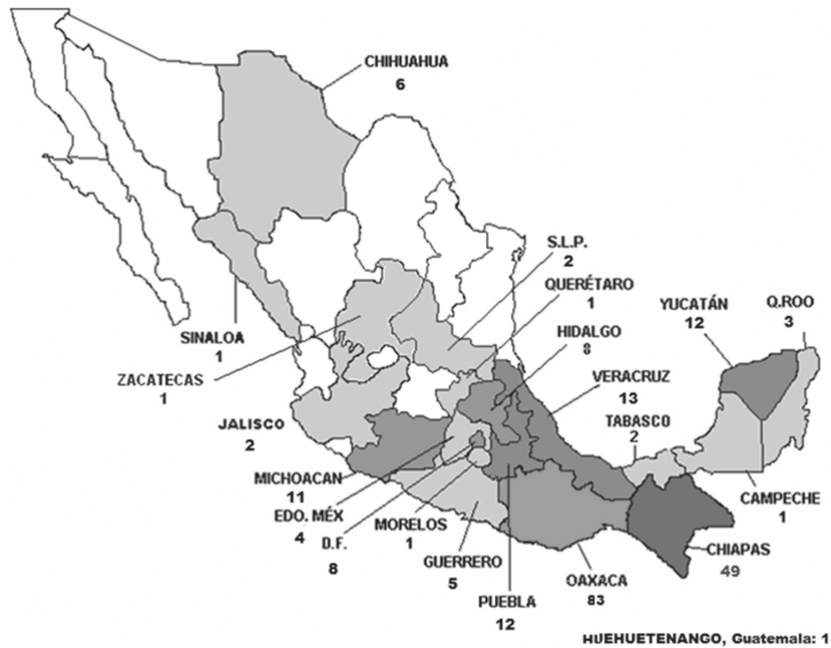 CHIHUAHUA
6
S.L.P.
2
QUERÉTARO
1
HIDALGO
8
YUCATÁN
12
Q.ROO
3
SINALOA
1
ZACATECAS
1
VERACRUZ
13
JALISCO
2
TABASCO
2
MICHOACAN
11
EDO. MÉX
4
D.F.
8
MORELOS
1
GUERRERO
5
PUEBLA
12
OAXACA
83
CAMPECHE
1
CHIAPAS
49
HUEHUETENANGO, Guatemala: 1